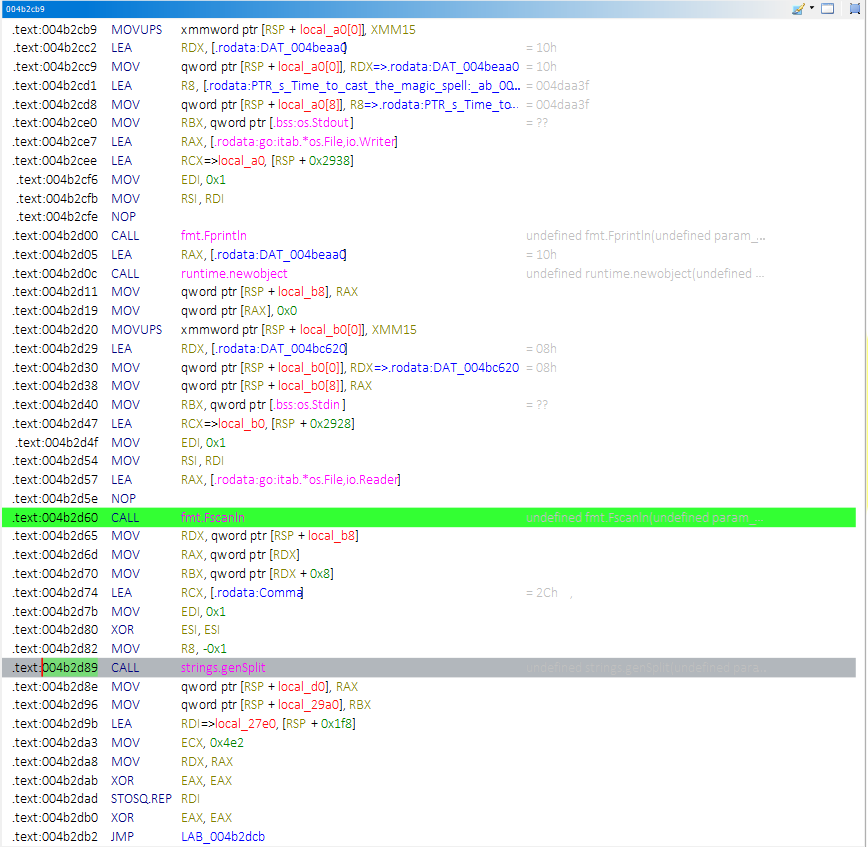 004b2cb9
.text:004b2cb9 MOVUPS xmmword ptr [RSP + local_a0[0]], XMM15
.text:004b2cc2 LEA RDX, [.rodata:DAT_004beaa0] = 10h
.text:004b2cc9 MOV qword ptr [RSP + local_a0[0]], RDX=>.rodata:DAT_004beaa0 = 10h
.text:004b2cd1 LEA R8, [.rodata:PTR_s_Time_to_cast_the_magic_spell:_ab_00... = 004daa3f
.text:004b2cd8 MOV qword ptr [RSP + local_a0[8]], R8=>.rodata:PTR_s_Time_to... = 004daa3f
.text:004b2ce0 MOV RBX, qword ptr [.bss:os.Stdout] = ??
.text:004b2ce7 LEA RAX, [.rodata:go:itab.*os.File,io.Writer]
.text:004b2cee LEA RCX=>local_a0, [RSP + 0x2938]
.text:004b2cf6 MOV EDI, 0x1
.text:004b2cfb MOV RSI, RDI
.text:004b2cfe NOP
.text:004b2d00 CALL fmt.Fprintln undefined fmt.Fprintln(undefined param_...
.text:004b2d05 LEA RAX, [.rodata:DAT_004beaa0] = 10h
.text:004b2d0c CALL runtime.newobject undefined runtime.newobject(undefined ...
.text:004b2d11 MOV qword ptr [RSP + local_b8], RAX
.text:004b2d19 MOV qword ptr [RAX], 0x0
.text:004b2d20 MOVUPS xmmword ptr [RSP + local_b0[0]], XMM15
.text:004b2d29 LEA RDX, [.rodata:DAT_004bc620] = 08h
.text:004b2d30 MOV qword ptr [RSP + local_b0[0]], RDX=>.rodata:DAT_004bc620 = 08h
.text:004b2d38 MOV qword ptr [RSP + local_b0[8]], RAX
.text:004b2d40 MOV RBX, qword ptr [.bss:os.Stdin] = ??
.text:004b2d47 LEA RCX=>local_b0, [RSP + 0x2928]
.text:004b2d4f MOV EDI, 0x1
.text:004b2d54 MOV RSI, RDI
.text:004b2d57 LEA RAX, [.rodata:go:itab.*os.File,io.Reader]
.text:004b2d5e NOP
.text:004b2d60 CALL fmt.Fscanln undefined fmt.Fscanln(undefined param_...
.text:004b2d65 MOV RDX, qword ptr [RSP + local_b8]
.text:004b2d6d MOV RAX, qword ptr [RDX]
.text:004b2d70 MOV RBX, qword ptr [RDX + 0x8]
.text:004b2d74 LEA RCX, [.rodata:Comma] = 2Ch ,
.text:004b2d7b MOV EDI, 0x1
.text:004b2d80 XOR ESI, ESI
.text:004b2d82 MOV R8, -0x1
.text:004b2d89 CALL strings.genSplit undefined strings.genSplit(undefined para...
.text:004b2d8e MOV qword ptr [RSP + local_d0], RAX
.text:004b2d96 MOV qword ptr [RSP + local_29a0], RBX
.text:004b2d9b LEA RDI=>local_27e0, [RSP + 0x1f8]
.text:004b2da3 MOV ECX, 0x4e2
.text:004b2da8 MOV RDX, RAX
.text:004b2dab XOR EAX, EAX
.text:004b2dad STOSQ.REP RDI
.text:004b2db0 XOR EAX, EAX
.text:004b2db2 JMP LAB_004b2dcb